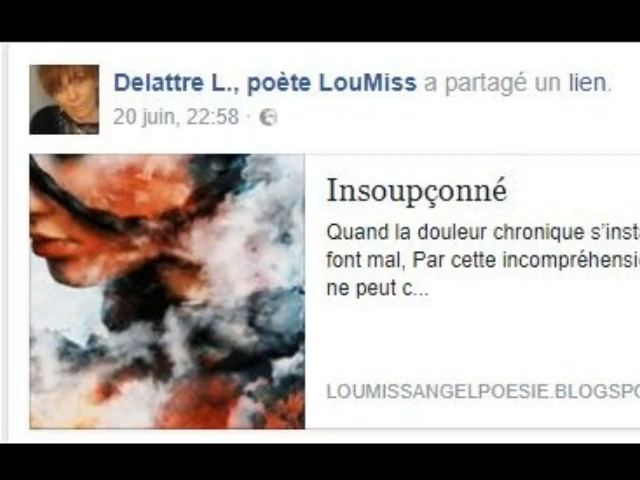 Delattre L., poète LouMiss a partagé un lien.
20 juin, 22:58 ·
Insoupçonné
Quand la douleur chronique s'inst
font mal, Par cette incompréhensi
ne peut c...
LOUMISSANGELPOESIE.BLOGSPO